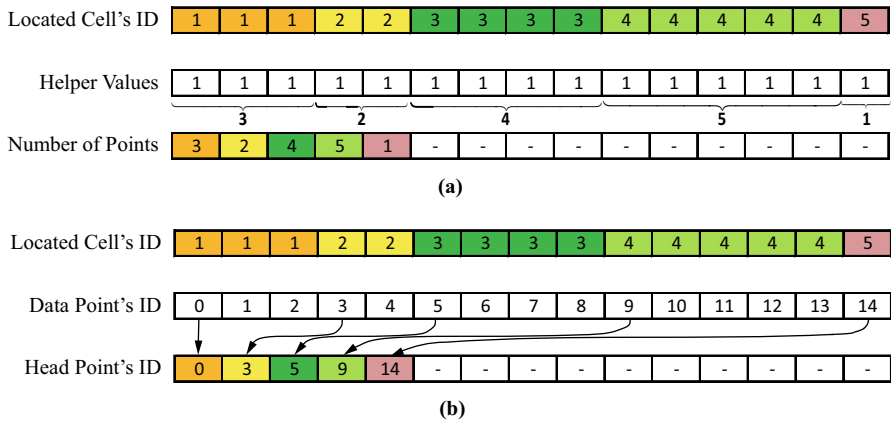 Located Cell's ID 1 1 1 2 2 3 3 3 3 4 4 4 4 4 5
Helper Values 1 1 1 1 1 1 1 1 1 1 1 1 1 1 1
3 2 4 5 1
Number of Points 3 2 4 5 1 - - - - - - - - - -
(a)
Located Cell's ID 1 1 1 2 2 3 3 3 3 4 4 4 4 4 5
Data Point's ID 0 1 2 3 4 5 6 7 8 9 10 11 12 13 14
Head Point's ID 0 3 5 9 14 - - - - - - - - - -
(b)